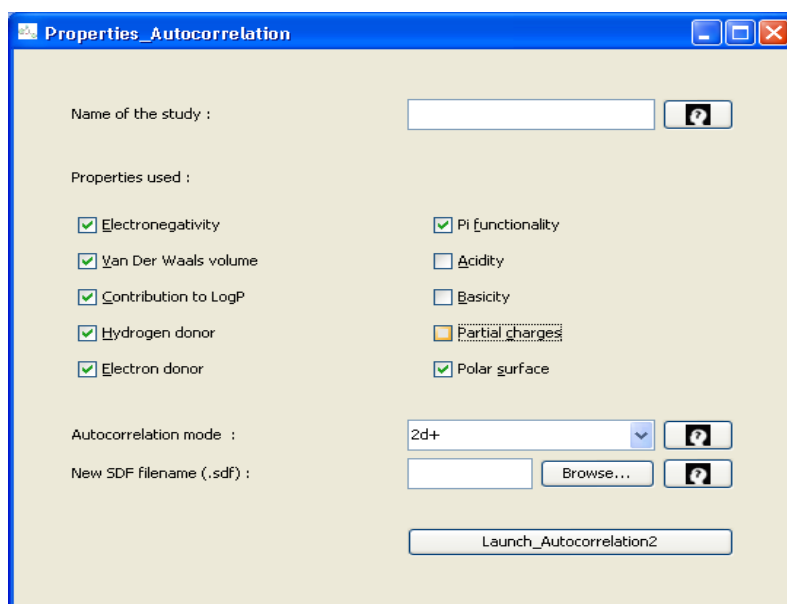 Properties_Autocorrelation
Name of the study :
Properties used :
Electronegativity
Pi functionality
Van Der Waals volume
Acidity
Contribution to LogP
Basicity
Hydrogen donor
Partial charges
Electron donor
Polar surface
Autocorrelation mode :
2d+
New SDF filename (.sdf) :
Browse...
Launch_Autocorrelation2